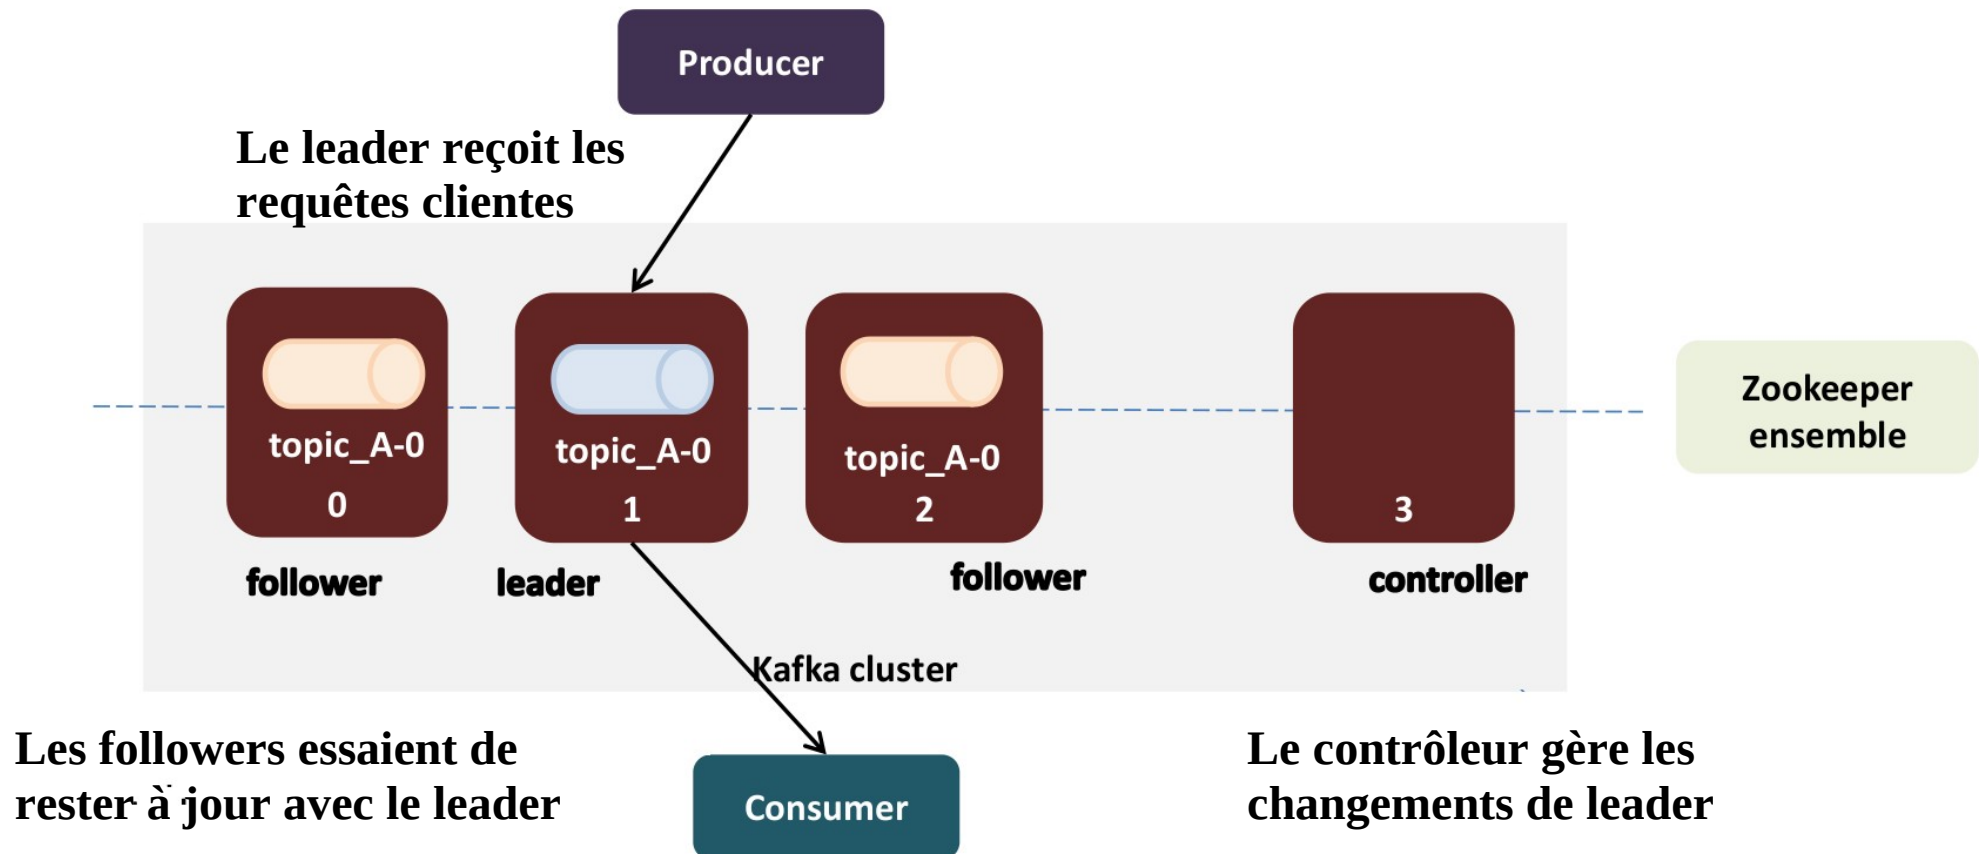 Producer
Le leader reçoit les
requêtes clientes
topic_A-0
0
topic_A-0
1
topic_A-0
2
3
Zookeeper
ensemble
follower
leader
follower
controller
Kafka cluster
Les followers essaient de
rester à jour avec le leader
Consumer
Le contrôleur gère les
changements de leader